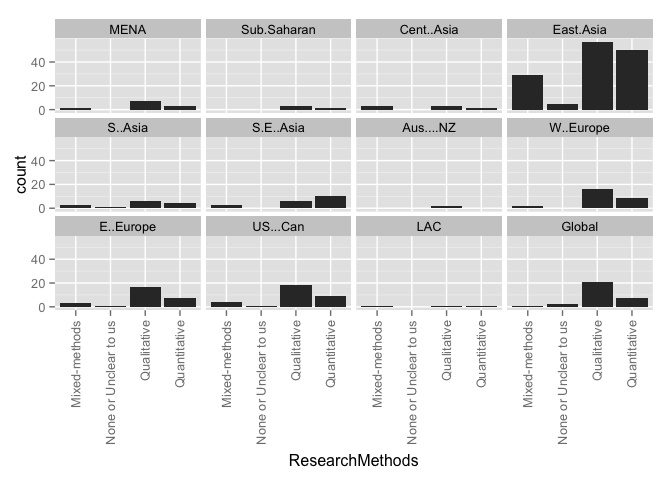 MENA Sub.Saharan Cent..Asia East.Asia
40
20
0
S..Asia S.E..Asia Aus....NZ W..Europe
40
20
0
E..Europe US...Can LAC Global
40
20
0
count
Mixed-methods
None or Unclear to us
Qualitative
Quantitative
Mixed-methods
None or Unclear to us
Qualitative
Quantitative
Mixed-methods
None or Unclear to us
Qualitative
Quantitative
Mixed-methods
None or Unclear to us
Qualitative
Quantitative
ResearchMethods